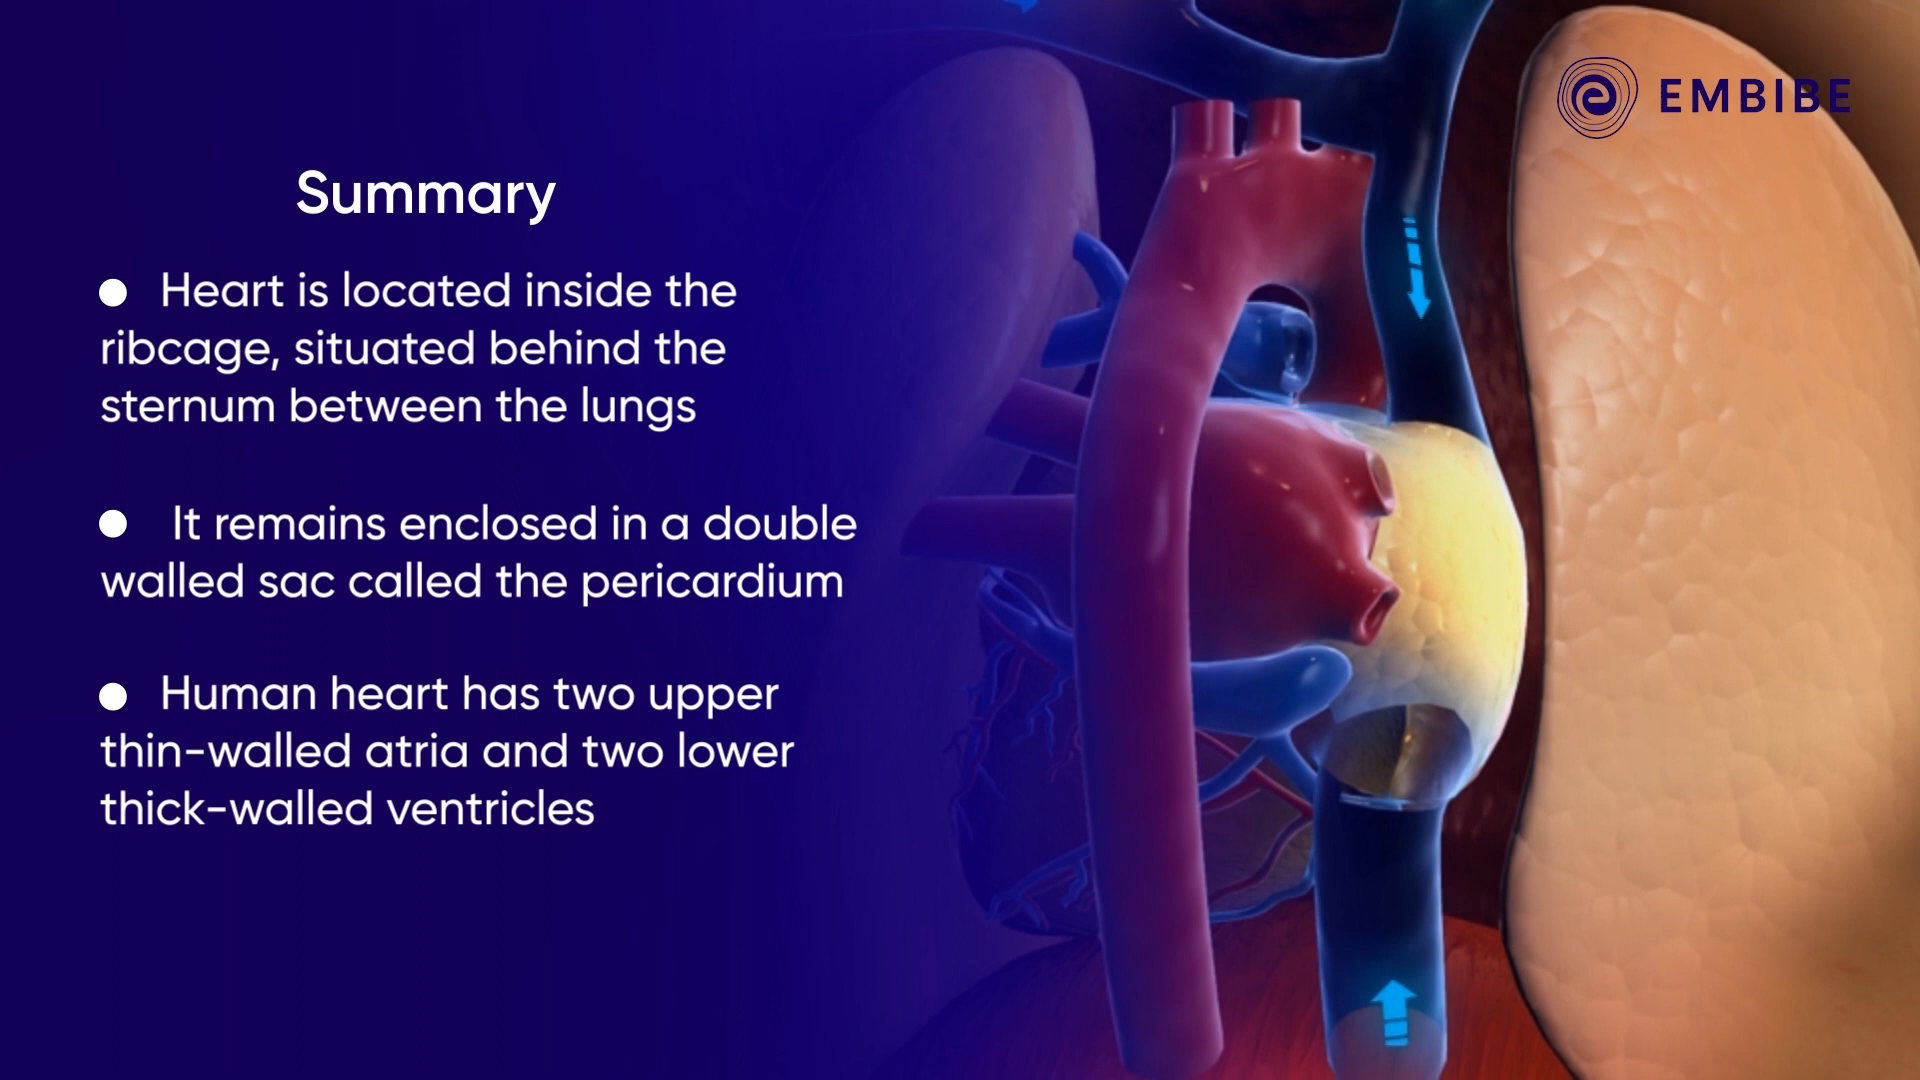 EMBIBE
Summary
● Heart is located inside the
ribcage, situated behind the
sternum between the lungs
● It remains enclosed in a double
walled sac called the pericardium
● Human heart has two upper
thin-walled atria and two lower
thick-walled ventricles